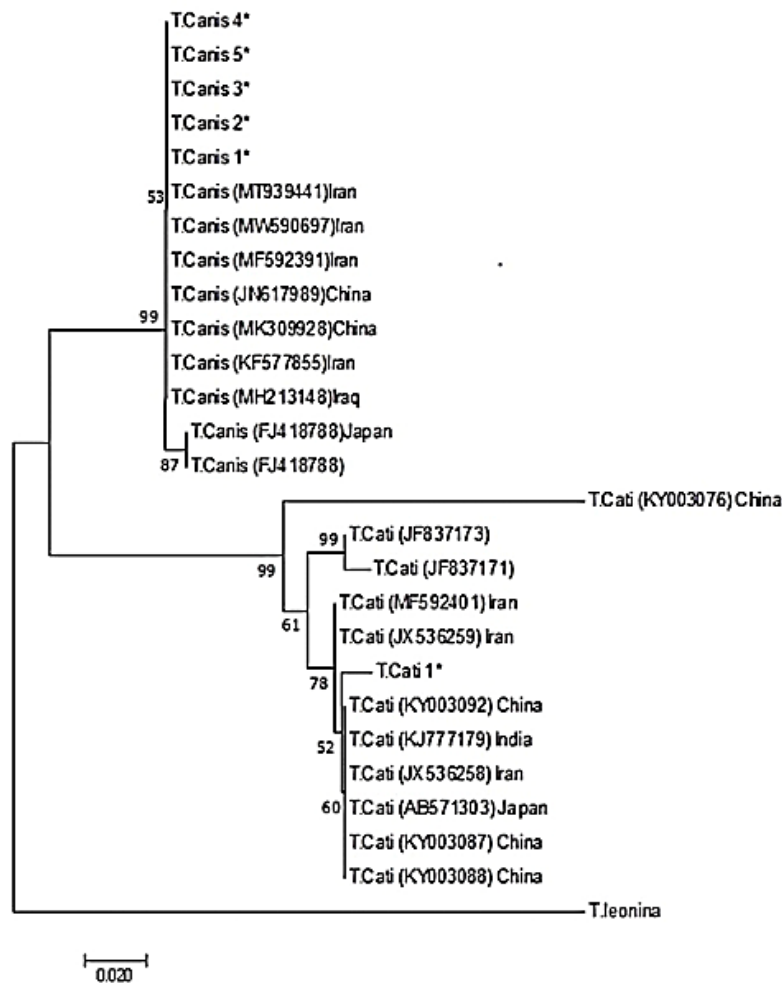 T.Canis 4*
T.Canis 5*
T.Canis 3*
T.Canis 2*
T.Canis 1*
53
T.Canis (MT939441)Iran
T.Canis (MW590697)Iran
T.Canis (MF592391)Iran
T.Canis (JN617989)China
99
T.Canis (MK309928)China
T.Canis (KF577855)Iran
T.Canis (MH213148)Iraq
T.Canis (FJ418788)Japan
87
T.Canis (FJ418788)
T.Cati (KY003076) China
99
T.Cati (JF837173)
99
T.Cati (JF837171)
T.Cati (MF592401) Iran
61
T.Cati (JX536259) Iran
T.Cati 1*
78
T.Cati (KY003092) China
T.Cati (KJ777179) India
52
T.Cati (JX536258) Iran
60
T.Cati (AB571303) Japan
T.Cati (KY003087) China
T.Cati (KY003088) China
T.leonina
0.020